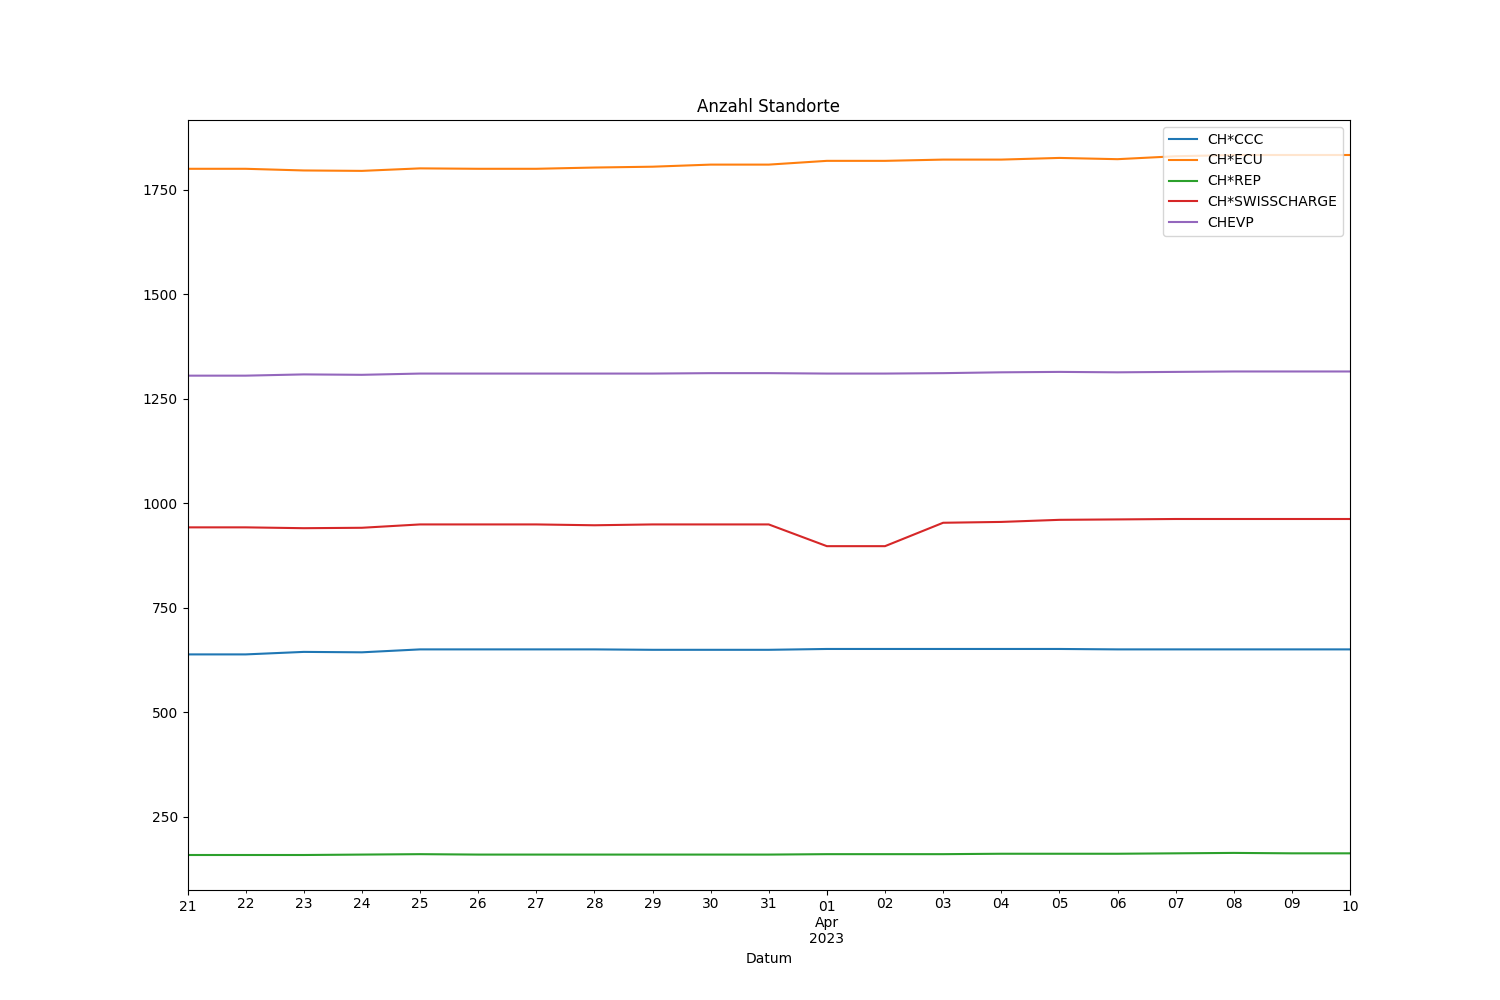 Anzahl Standorte
CH*CCC
CH*ECU
CH*REP
CH*SWISSCHARGE
CHEVP
1750
1500
1250
1000
750
500
250
21 22 23 24 25 26 27 28 29 30 31 01 02 03 04 05 06 07 08 09 10
Apr
2023
Datum